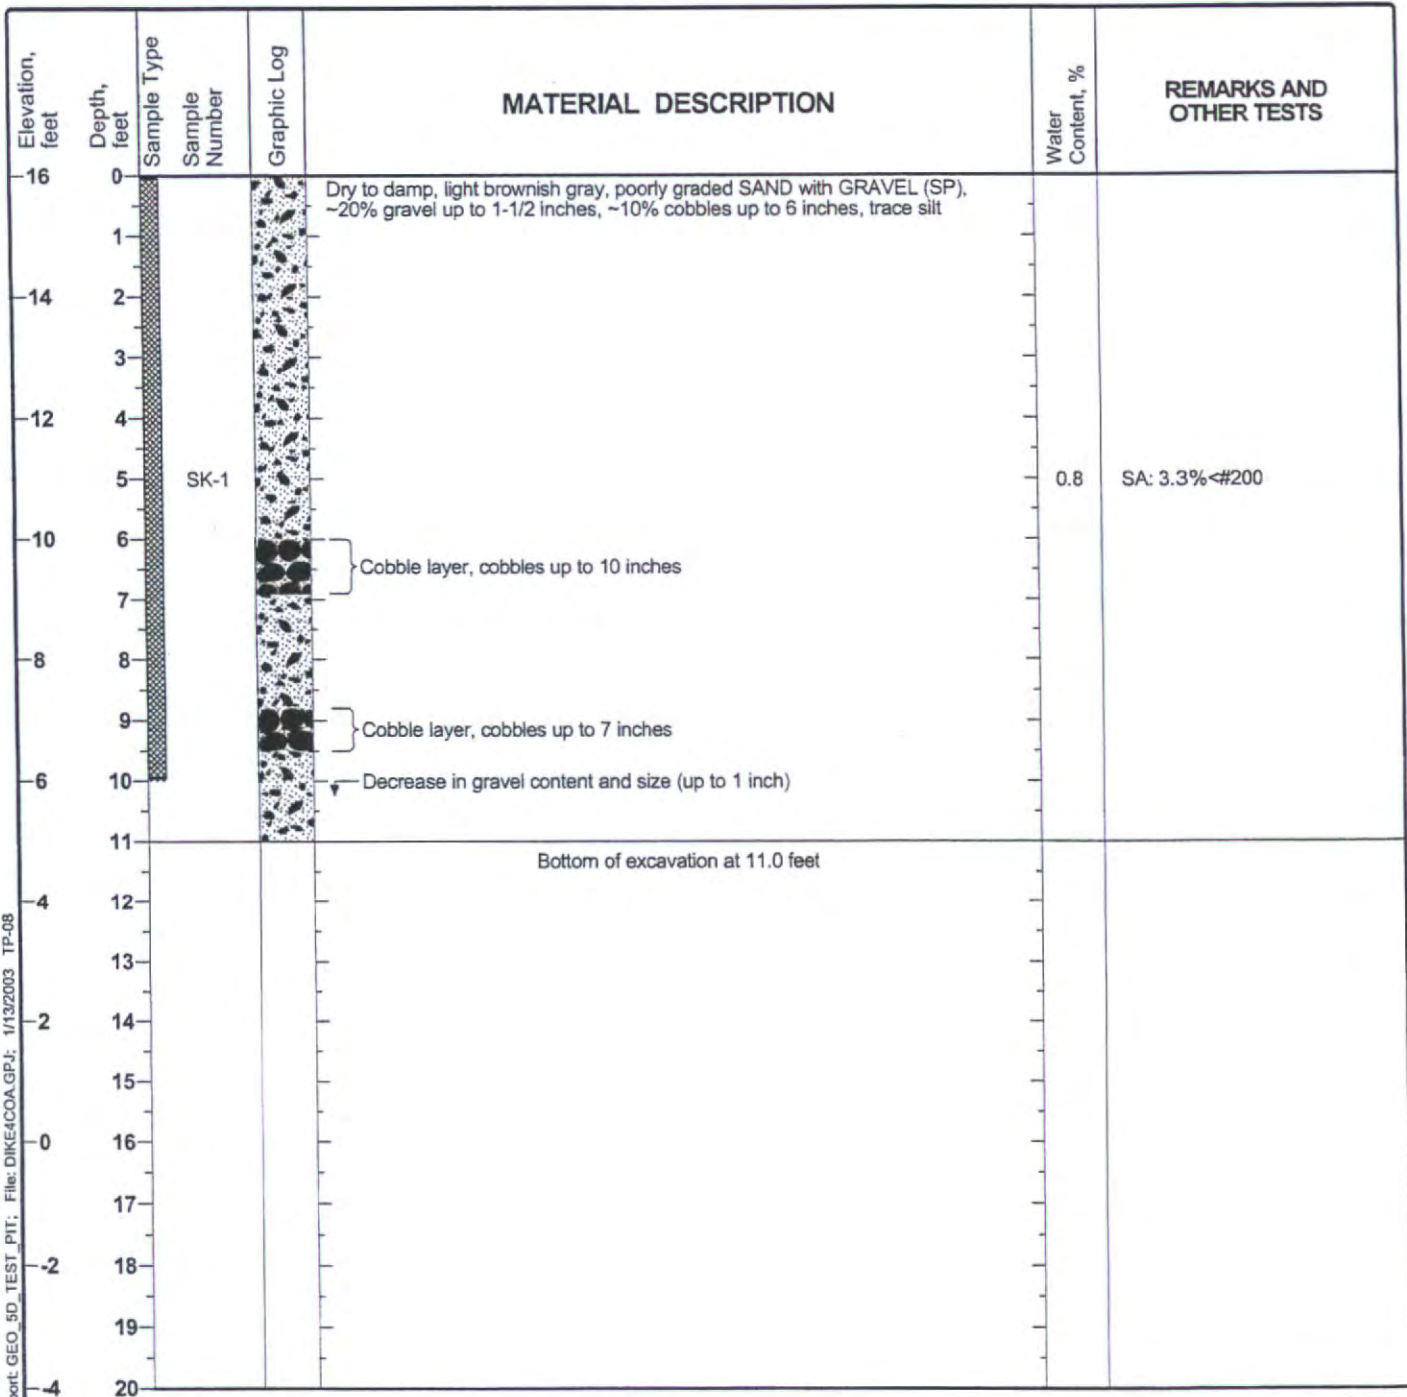 Elevation, feet
Depth, feet
Sample Type
Sample Number
Graphic Log
MATERIAL DESCRIPTION
Water Content, %
REMARKS AND
OTHER TESTS
16
0
Dry to damp, light brownish gray, poorly graded SAND with GRAVEL (SP),
~20% gravel up to 1-1/2 inches, ~10% cobbles up to 6 inches, trace silt
1
14
2
3
12
4
5
SK-1
0.8
SA: 3.3%<#200
10
6
Cobble layer, cobbles up to 10 inches
7
8
8
9
Cobble layer, cobbles up to 7 inches
6
10
Decrease in gravel content and size (up to 1 inch)
11
Bottom of excavation at 11.0 feet
4
12
13
2
14
15
0
16
17
-2
18
19
-4
20
ort: GEO_5D_TEST_PIT; File: DIKE4COA.GPJ; 1/13/2003 TP-08